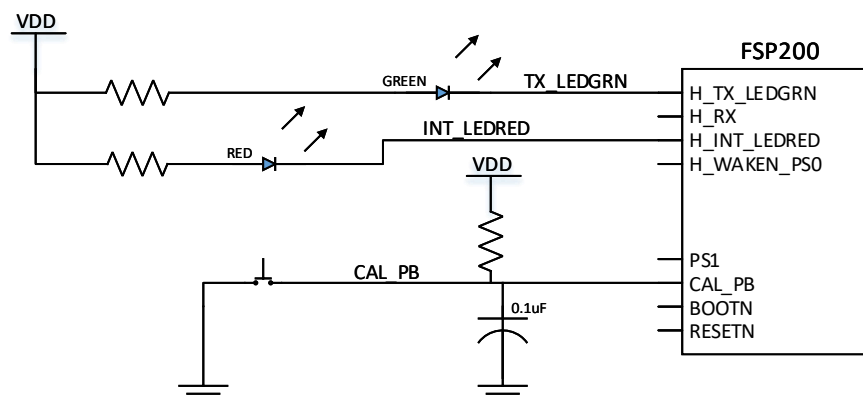 VDD
FSP200
GREEN
TX_LEDGRN
H_TX_LEDGRN
H_RX
INT_LEDRED
H_INT_LEDRED
RED
VDD
H_WAKEN_PS0
PS1
CAL_PB
CAL_PB
0.1uF
BOOTN
RESETN